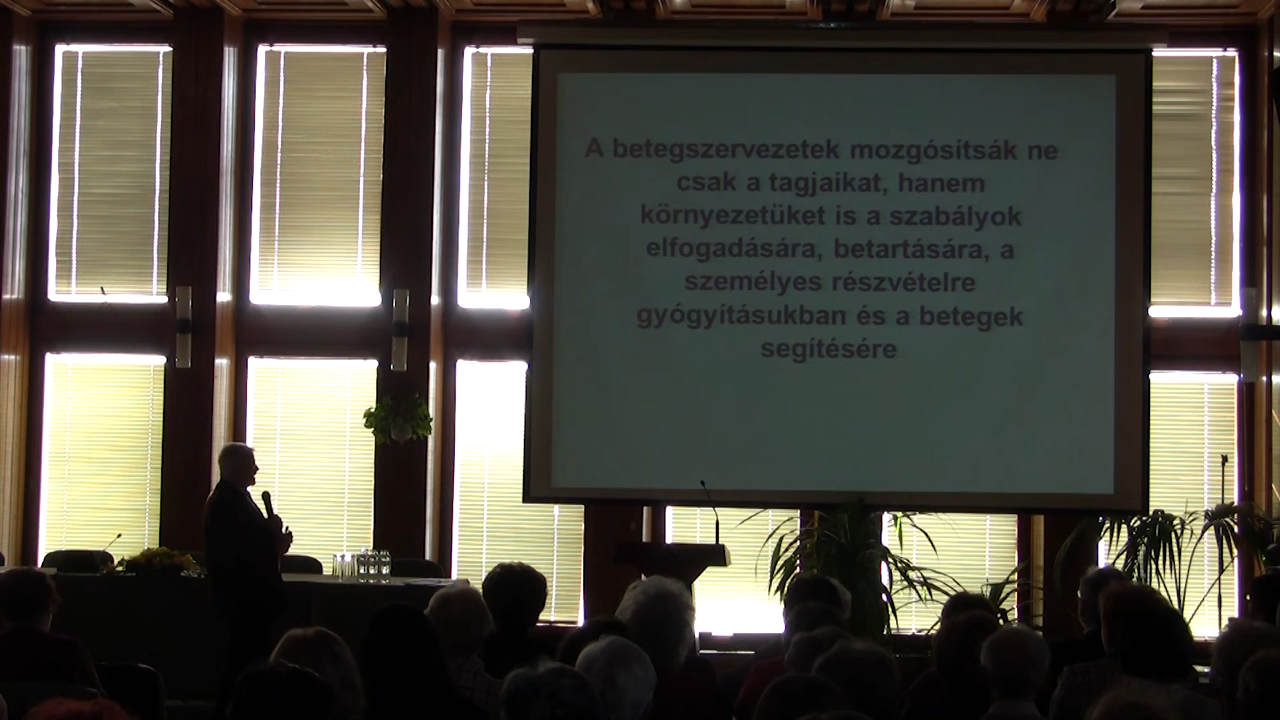 A betegszervezetek mozgósítsák ne
csak a tagjaikat, hanem
környezetüket is a szabályok
elfogadására, betartására, a
személyes részvételre
gyógyításukban és a betegek
segítésére